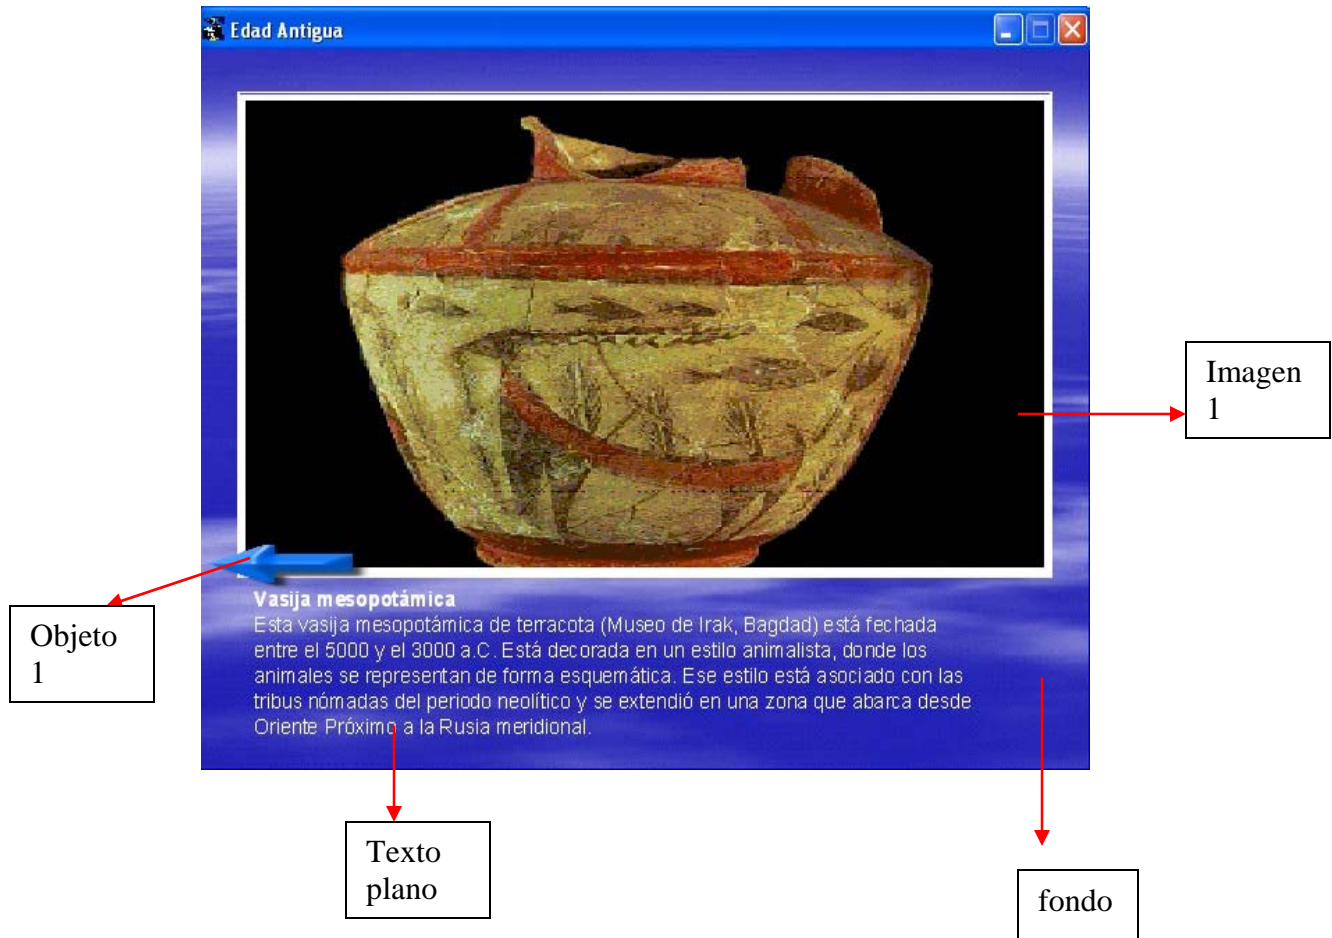 Edad Antigua
Imagen
1
Objeto
1
Vasija mesopotámica
Esta vasija mesopotámica de terracota (Museo de Irak, Bagdad) está fechada
entre el 5000 y el 3000 a.C. Está decorada en un estilo animalista, donde los
animales se representan de forma esquemática. Ese estilo está asociado con las
tribus nómadas del periodo neolítico y se extendió en una zona que abarca desde
Oriente Próximo a la Rusia meridional.
Texto
plano
fondo